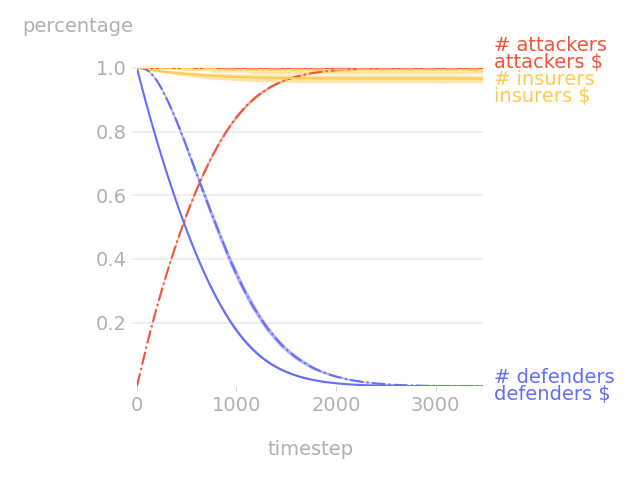 percentage
# attackers
attackers $
# insurers
insurers $
1.0
0.8
0.6
0.4
0.2
# defenders
defenders $
0 1000 2000 3000
timestep